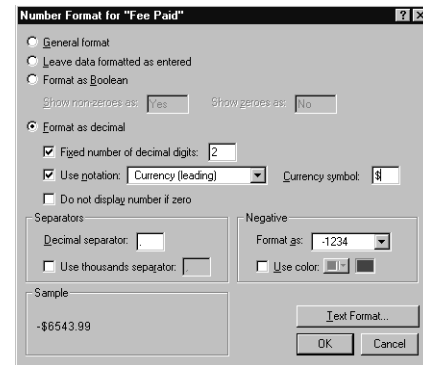 Number Format for "Fee Paid"
General format
Leave data formatted as entered
Format as Boolean
Show non-zeroes as: Yes Show zeroes as: No
Format as decimal
Fixed number of decimal digits: 2
Use notation: Currency (leading) Currency symbol: $
Do not display number if zero
Separators
Decimal separator: .
Use thousands separator: ,
Negative
Format as: -1234
Use color:
Sample
-$6543.99
Text Format...
OK Cancel